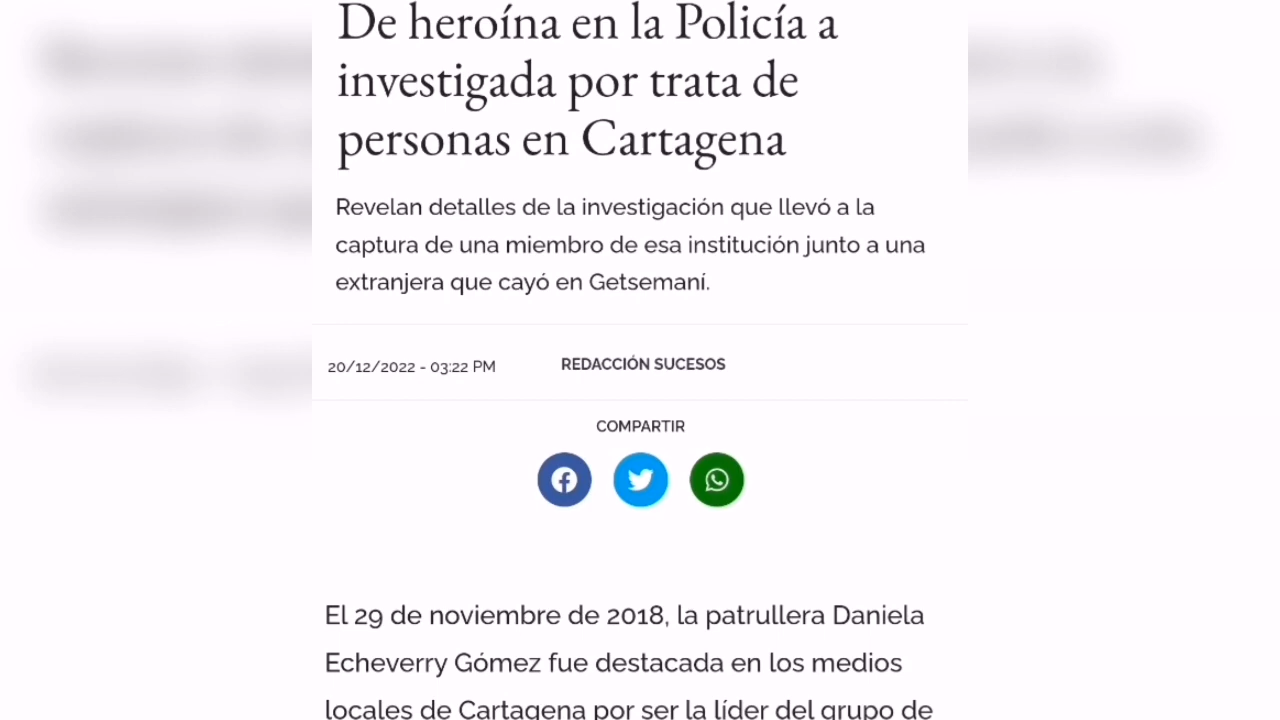 De heroína en la Policía a
investigada por trata de
personas en Cartagena
Revelan detalles de la investigación que llevó a la
captura de una miembro de esa institución junto a una
extranjera que cayó en Getsemaní.
20/12/2022 - 03:22 PM
REDACCIÓN SUCESOS
COMPARTIR
El 29 de noviembre de 2018, la patrullera Daniela
Echeverry Gómez fue destacada en los medios
locales de Cartagena por ser la líder del grupo de